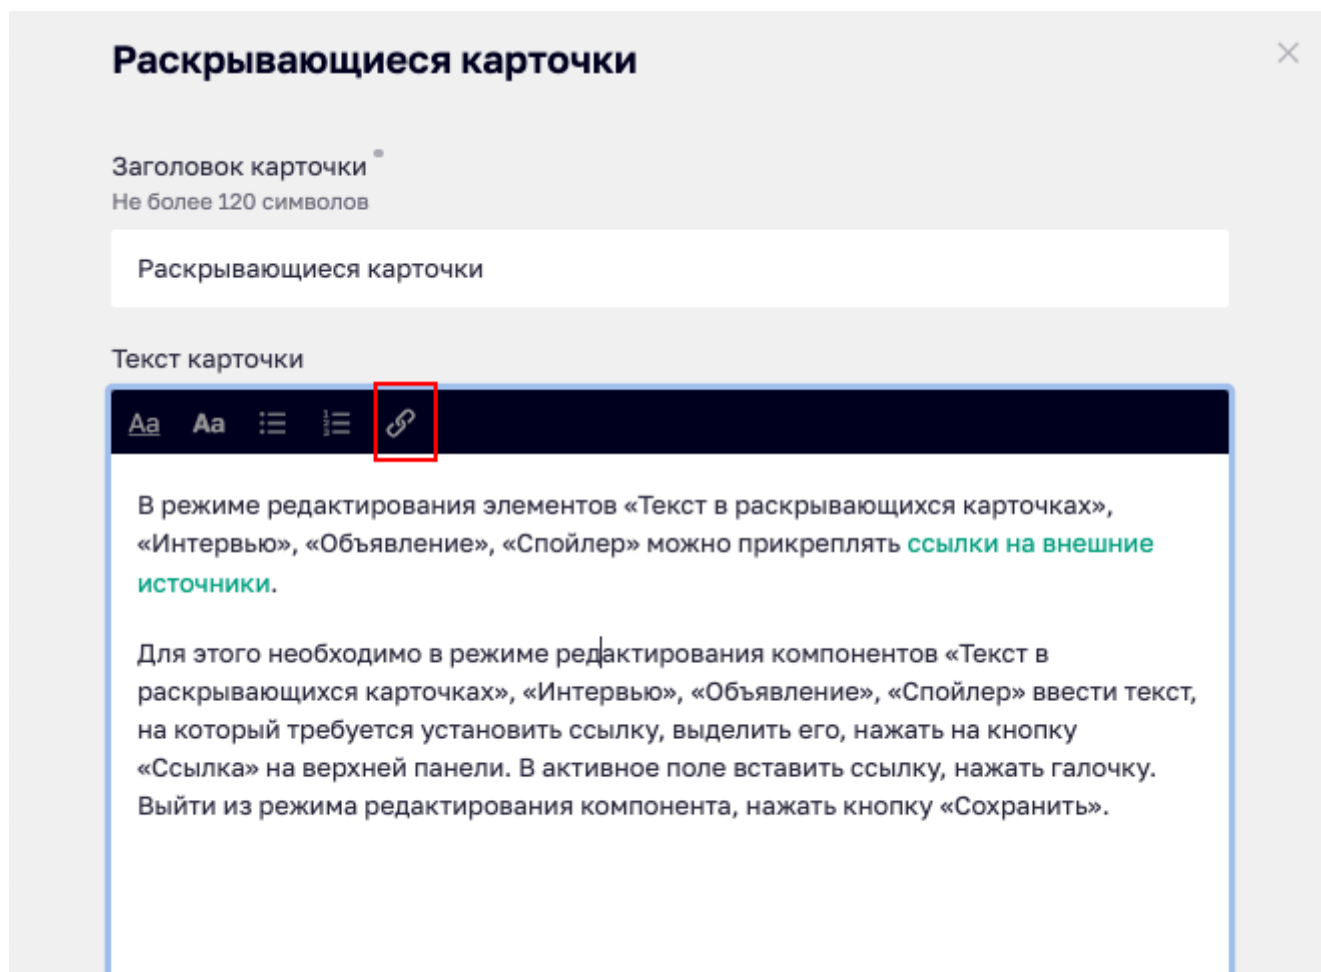 Раскрывающиеся карточки
Заголовок карточки
Не более 120 символов
Раскрывающиеся карточки
Текст карточки
Aa Aa
В режиме редактирования элементов «Текст в раскрывающихся карточках»,
«Интервью», «Объявление», «Спойлер» можно прикреплять ссылки на внешние
источники.
Для этого необходимо в режиме редактирования компонентов «Текст в
раскрывающихся карточках», «Интервью», «Объявление», «Спойлер» ввести текст,
на который требуется установить ссылку, выделить его, нажать на кнопку
«Ссылка» на верхней панели. В активное поле вставить ссылку, нажать галочку.
Выйти из режима редактирования компонента, нажать кнопку «Сохранить».